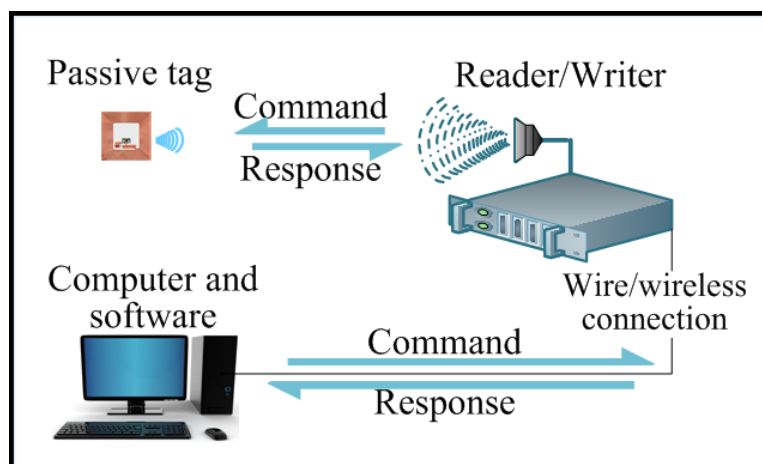 Passive tag
Reader/Writer
Command
Response
Computer and
software
Wire/wireless
connection
Command
Response